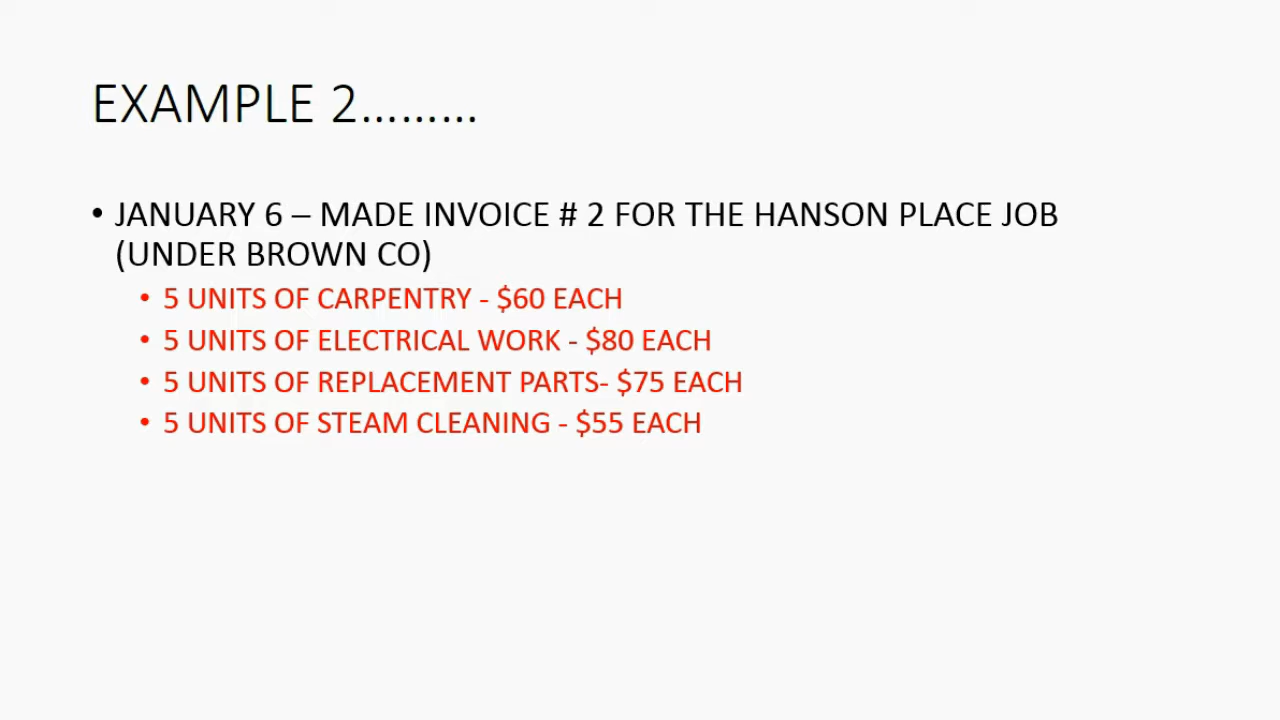 EXAMPLE 2.........
• JANUARY 6 – MADE INVOICE # 2 FOR THE HANSON PLACE JOB
(UNDER BROWN CO)
• 5 UNITS OF CARPENTRY - $60 EACH
• 5 UNITS OF ELECTRICAL WORK - $80 EACH
• 5 UNITS OF REPLACEMENT PARTS- $75 EACH
• 5 UNITS OF STEAM CLEANING - $55 EACH